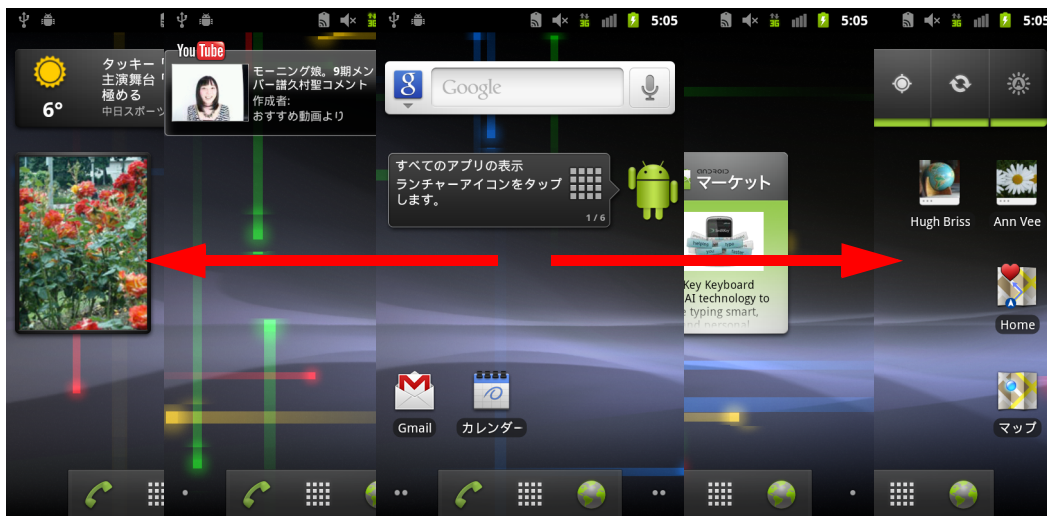 5:05
5:05
5:05
タッキー「
主演舞台「
極める
中日スポーツ
6°
YouTube
モーニング娘。9期メン
バー譜久村聖コメント
作成者:
おすすめ動画より
Google
すべてのアプリの表示
ランチャーアイコンをタップ
します。
1 / 6
Gmail
カレンダー
ANDROID
マーケット
Key Keyboard
AI technology to
typing smart,
and personal
Hugh Briss
Ann Vee
Home
マップ